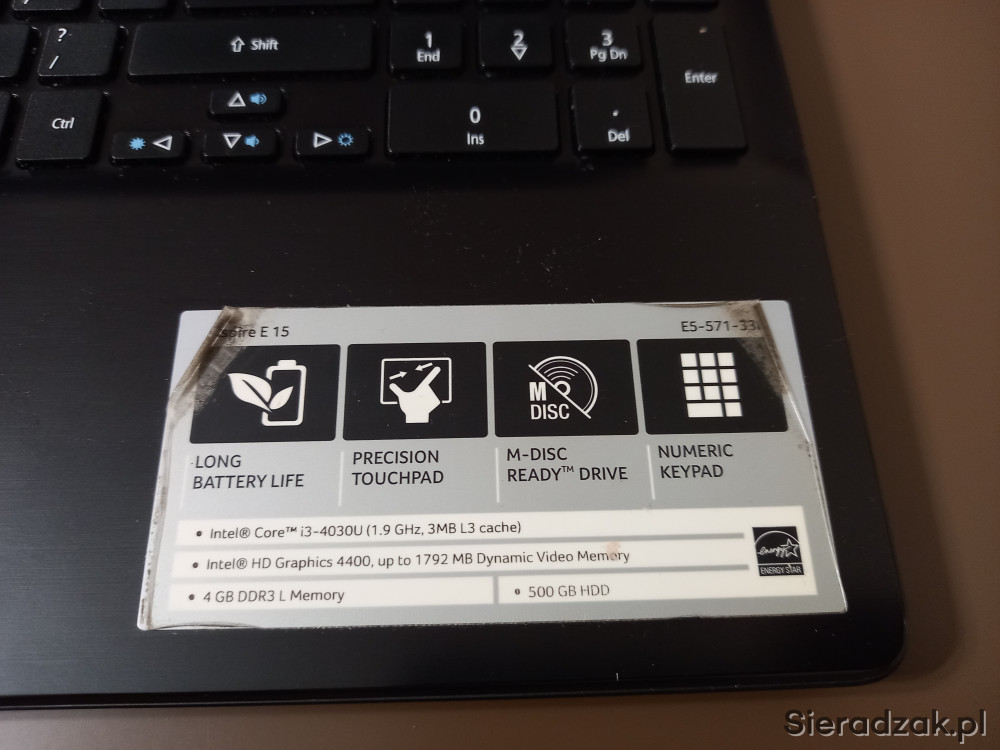 ?
/
Shift
1
End
2
3
Pg Dn
Enter
Ctrl
0
Ins
.
Del
E 15
E5-571-33
LONG
BATTERY LIFE
PRECISION
TOUCHPAD
M
DISC
M-DISC
READY™ DRIVE
NUMERIC
KEYPAD
• Intel® Core™ i3-4030U (1.9 GHz, 3MB L3 cache)
• Intel® HD Graphics 4400, up to 1792 MB Dynamic Video Memory
• 4 GB DDR3 L Memory
• 500 GB HDD
energy
ENERGY STAR
Sieradzak.pl